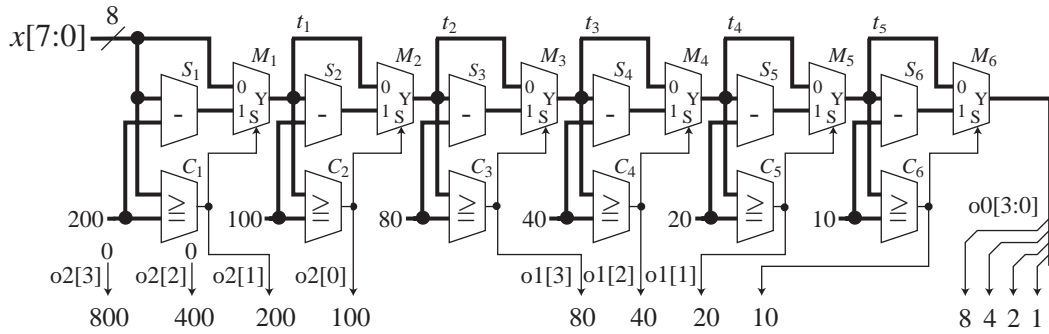 8
x[7:0]
t1 t2 t3 t4 t5
S1 M1 S2 M2 S3 M3 S4 M4 S5 M5 S6 M6
0 0 0 0 0 0
Y Y Y Y Y Y
1 1 1 1 1 1
S S S S S S
- - - - - -
C1 C2 C3 C4 C5 C6
≥ ≥ ≥ ≥ ≥ ≥
200 100 80 40 20 10
o0[3:0]
0 0
o2[3] o2[2] o2[1] o2[0] o1[3] o1[2] o1[1]
800 400 200 100 80 40 20 10 8 4 2 1